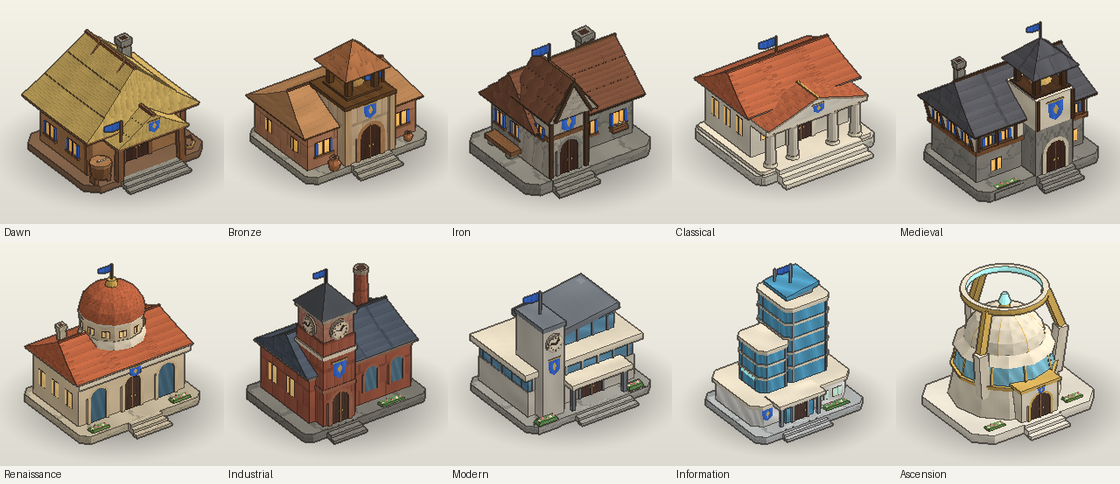 Dawn
Bronze
Iron
Classical
Medieval
Renaissance
Industrial
Modern
Information
Ascension